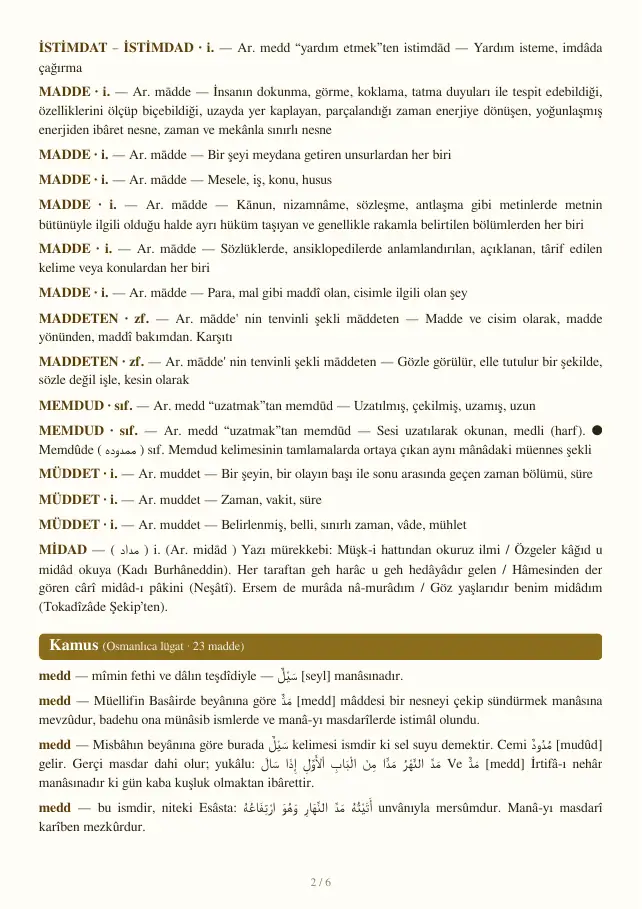 İSTİMDAT – İSTİMDAD · i. — Ar. medd “yardım etmek”ten istimdād — Yardım isteme, imdâda
çağırma
MADDE · i. — Ar. mādde — İnsanın dokunma, görme, koklama, tatma duyuları ile tespit edebildiği,
özelliklerini ölçüp biçebildiği, uzayda yer kaplayan, parçalandığı zaman enerjiye dönüşen, yoğunlaşmış
enerjiden ibâret nesne, zaman ve mekânla sınırlı nesne
MADDE · i. — Ar. mādde — Bir şeyi meydana getiren unsurlardan her biri
MADDE · i. — Ar. mādde — Mesele, iş, konu, husus
MADDE · i. — Ar. mādde — Kānun, nizamnâme, sözleşme, antlaşma gibi metinlerde metnin
bütünüyle ilgili olduğu halde ayrı hüküm taşıyan ve genellikle rakamla belirtilen bölümlerden her biri
MADDE · i. — Ar. mādde — Sözlüklerde, ansiklopedilerde anlamlandırılan, açıklanan, târif edilen
kelime veya konulardan her biri
MADDE · i. — Ar. mādde — Para, mal gibi maddî olan, cisimle ilgili olan şey
MADDETEN · zf. — Ar. mādde' nin tenvinli şekli māddeten — Madde ve cisim olarak, madde
yönünden, maddî bakımdan. Karşıtı
MADDETEN · zf. — Ar. mādde' nin tenvinli şekli māddeten — Gözle görülür, elle tutulur bir şekilde,
sözle değil işle, kesin olarak
MEMDUD · sıf. — Ar. medd “uzatmak”tan memdūd — Uzatılmış, çekilmiş, uzamış, uzun
MEMDUD · sıf. — Ar. medd “uzatmak”tan memdūd — Sesi uzatılarak okunan, medli (harf). ●
Memdûde ( ممدوده ) sıf. Memdud kelimesinin tamlamalarda ortaya çıkan aynı mânâdaki müennes şekli
MÜDDET · i. — Ar. muddet — Bir şeyin, bir olayın başı ile sonu arasında geçen zaman bölümü, süre
MÜDDET · i. — Ar. muddet — Zaman, vakit, süre
MÜDDET · i. — Ar. muddet — Belirlenmiş, belli, sınırlı zaman, vâde, mühlet
MİDAD — ( مداد ) i. (Ar. midād ) Yazı mürekkebi: Müşk-i hattından okuruz ilmi / Özgeler kâğıd u
midâd okuya (Kadı Burhâneddin). Her taraftan geh harâc u geh hedâyâdır gelen / Hâmesinden der
gören cârî midâd-ı pâkini (Neşâtî). Ersem de murâda nâ-murâdım / Göz yaşlarıdır benim midâdım
(Tokadîzâde Şekip’ten).
Kamus (Osmanlıca lügat · 23 madde)
medd — mîmin fethi ve dâlın teşdîdiyle — سَيْلٌ [seyl] manâsınadır.
medd — Müellifin Basâirde beyânına göre مَدٌّ [medd] mâddesi bir nesneyi çekip sündürmek manâsına
mevzûdur, badehu ona münâsib ismlerde ve manâ-yı masdarîlerde istimâl olundu.
medd — Misbâhın beyânına göre burada سَيْلٌ kelimesi ismdir ki sel suyu demektir. Cemi مُدُودٌ [mudûd]
gelir. Gerçi masdar dahi olur; yukâlu: مَدَّ النَّهْرُ مَدًّا مِنَ الْبَابِ الْأَوَّلِ إِذَا سَالَ Ve مَدٌّ [medd] İrtifâ-ı nehâr
manâsınadır ki gün kaba kuşluk olmaktan ibârettir.
medd — bu ismdir, niteki Esâsta: أَتَيْتُهُ مَدَّ النَّهَارِ وَهُوَ ارْتِفَاعُهُ unvânıyla mersûmdur. Manâ-yı masdarî
karîben mezkûrdur.
2 / 6